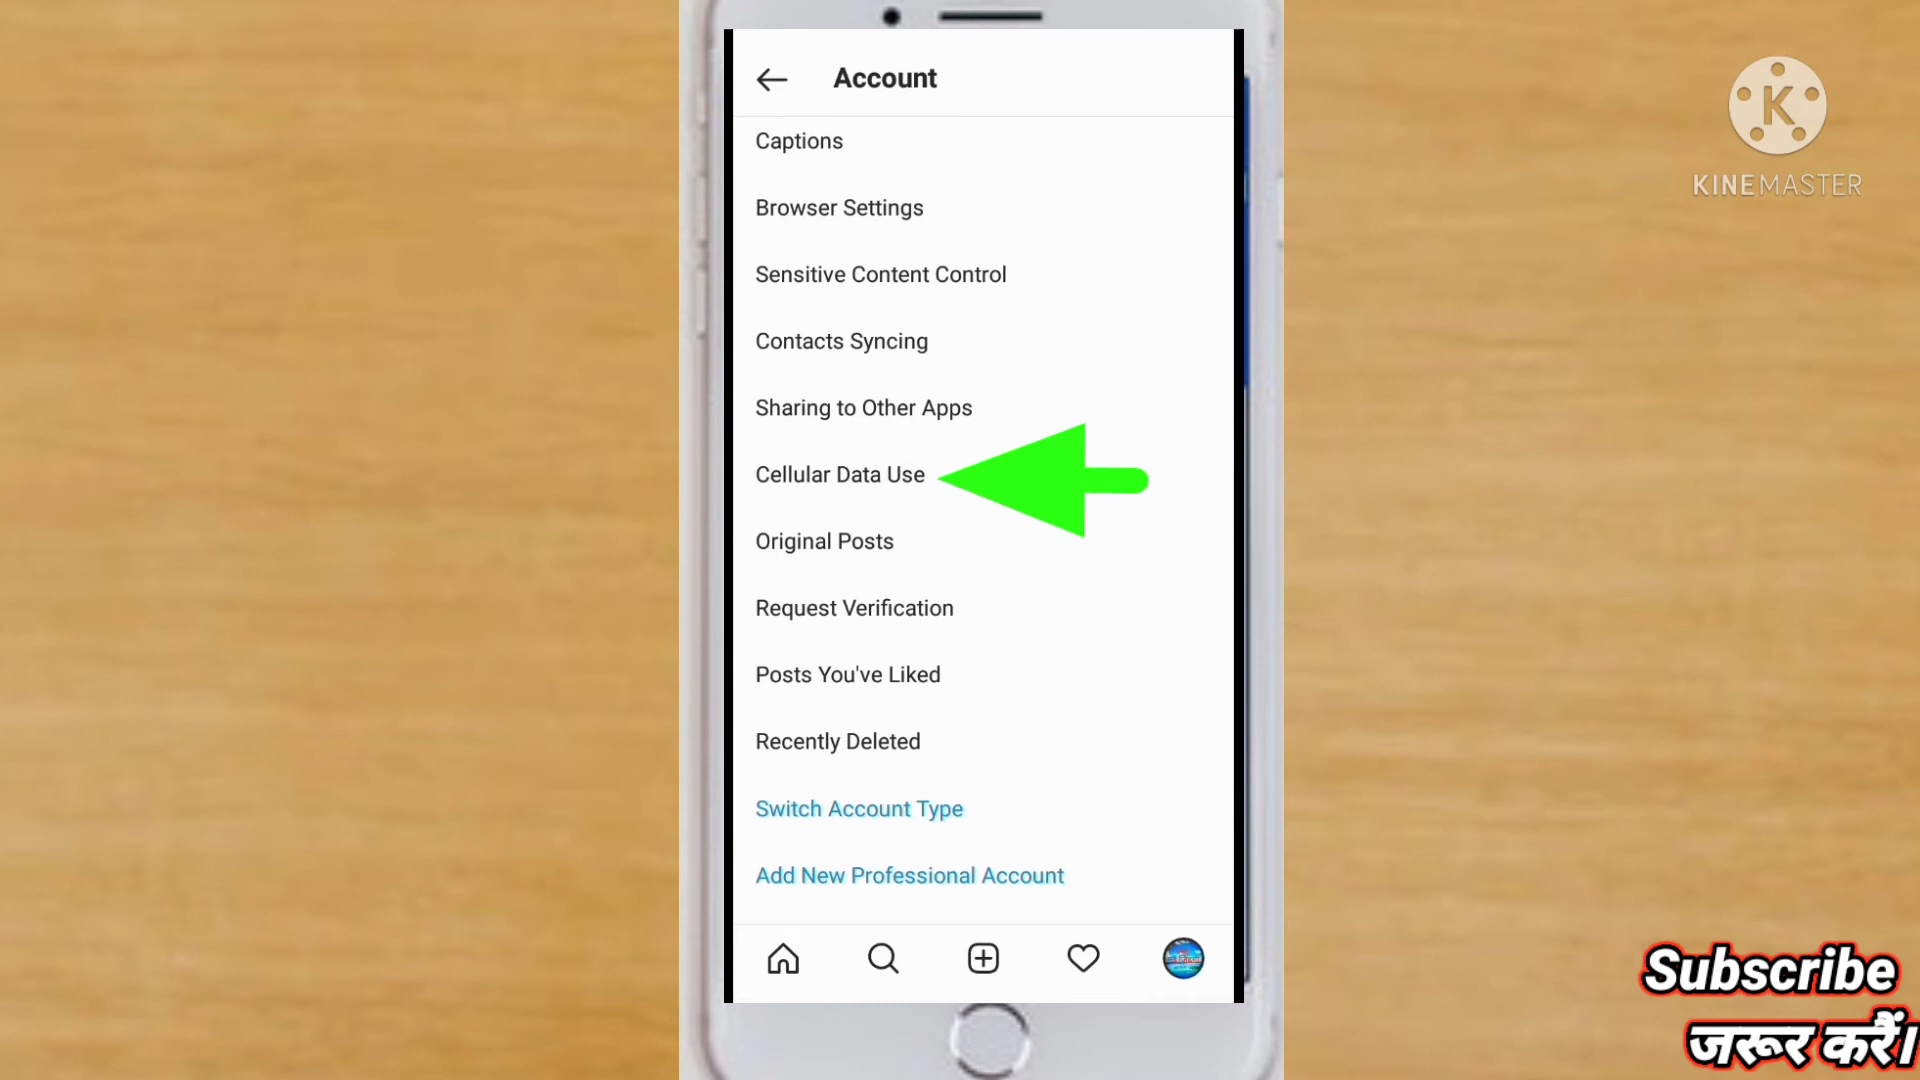 Account
Captions
Browser Settings
Sensitive Content Control
Contacts Syncing
Sharing to Other Apps
Cellular Data Use
Original Posts
Request Verification
Posts You've Liked
Recently Deleted
Switch Account Type
Add New Professional Account
K
KINEMASTER
Subscribe
जरूर करैं।